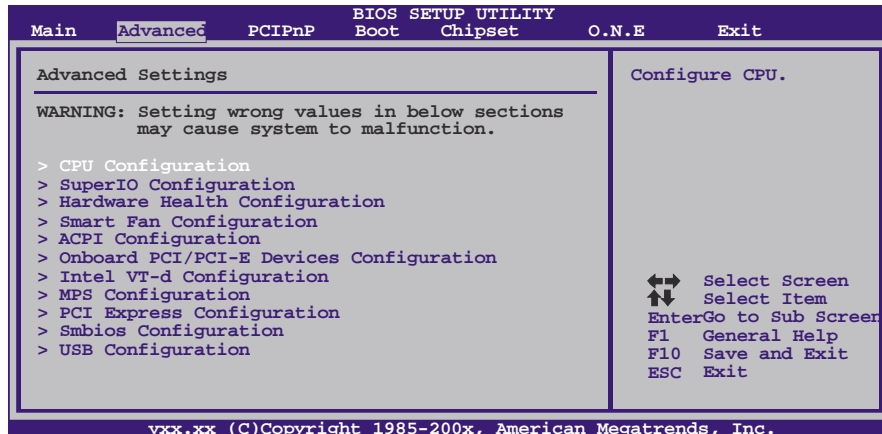 BIOS SETUP UTILITY
Main Advanced PCIPnP Boot Chipset O.N.E Exit
Advanced Settings
WARNING: Setting wrong values in below sections
may cause system to malfunction.
> CPU Configuration
> SuperIO Configuration
> Hardware Health Configuration
> Smart Fan Configuration
> ACPI Configuration
> Onboard PCI/PCI-E Devices Configuration
> Intel VT-d Configuration
> MPS Configuration
> PCI Express Configuration
> Smbios Configuration
> USB Configuration
Configure CPU.
Select Screen
Select Item
EnterGo to Sub Screen
F1 General Help
F10 Save and Exit
ESC Exit
vxx.xx (C)Copyright 1985-200x, American Megatrends, Inc.